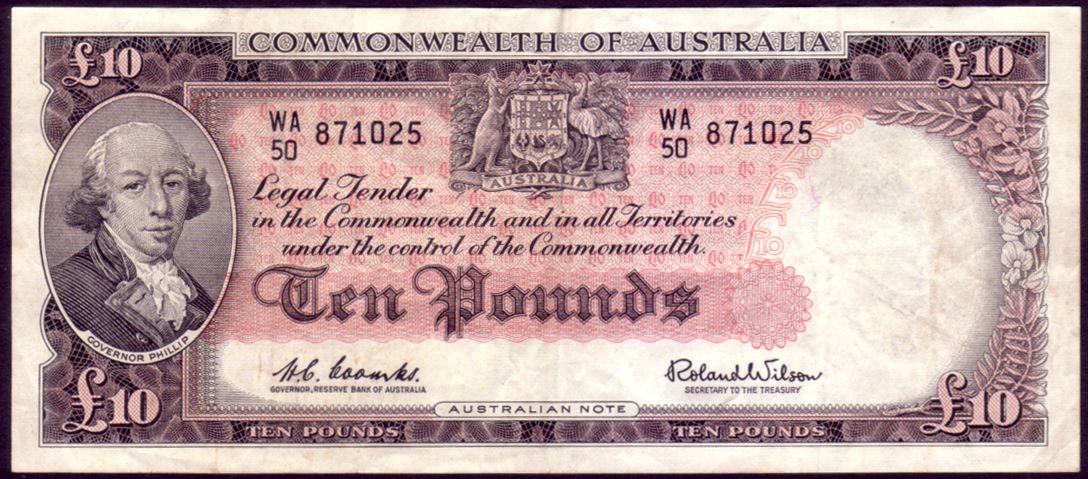 COMMONWEALTH OF AUSTRALIA
£10
£10
WA
50 871025
WA
50 871025
AUSTRALIA
Legal Tender
in the Commonwealth and in all Territories
under the control of the Commonwealth.
Ten Pounds
GOVERNOR PHILLIP
H.C. Coombs.
GOVERNOR, RESERVE BANK OF AUSTRALIA
Roland Wilson
SECRETARY TO THE TREASURY
£10
AUSTRALIAN NOTE
£10
TEN POUNDS
TEN POUNDS